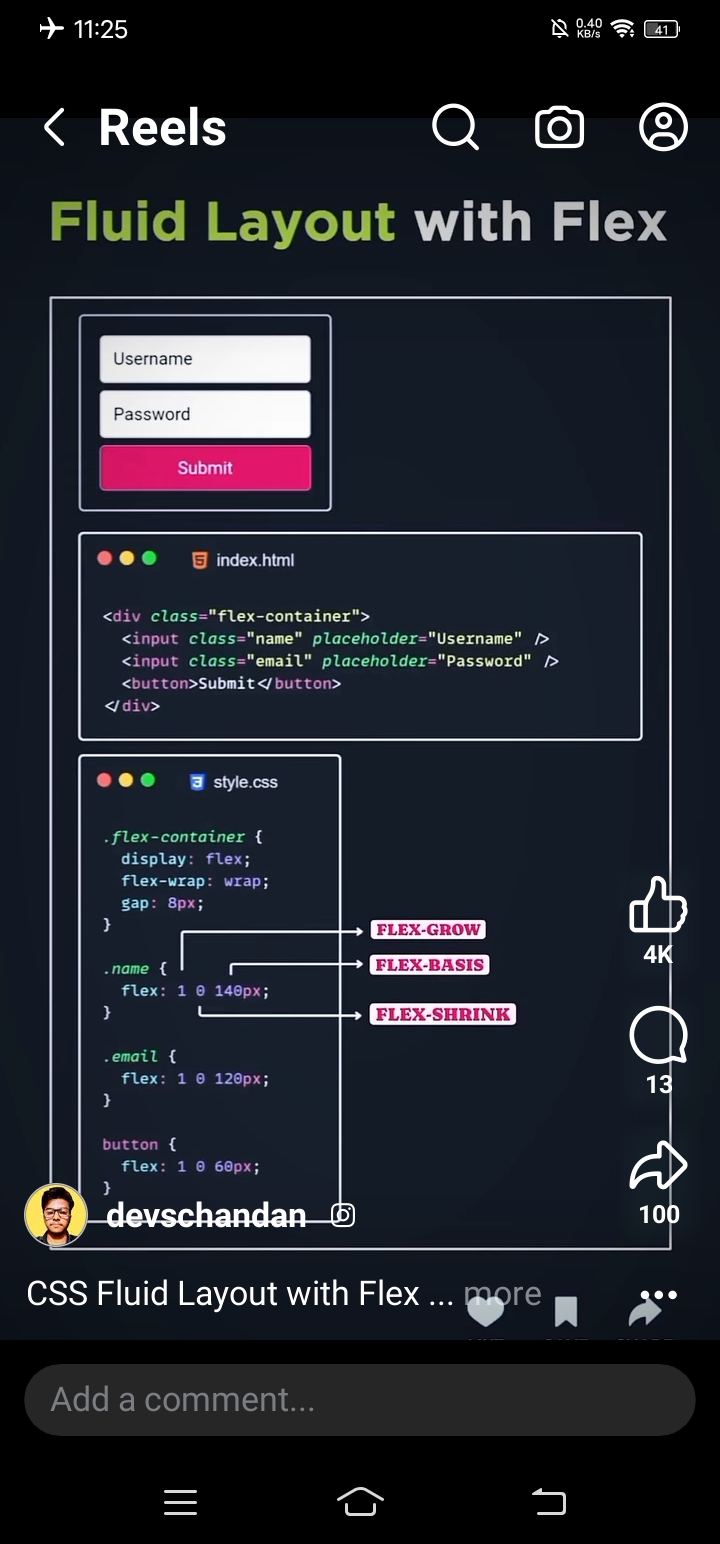 11:25
0.40
KB/s
41
Reels
Fluid Layout with Flex
Username
Password
Submit
index.html
<div class="flex-container">
<input class="name" placeholder="Username" />
<input class="email" placeholder="Password" />
<button>Submit</button>
</div>
style.css
.flex-container {
display: flex;
flex-wrap: wrap;
gap: 8px;
}
FLEX-GROW
.name {
FLEX-BASIS
flex: 1 0 140px;
}
FLEX-SHRINK
.email {
flex: 1 0 120px;
}
button {
flex: 1 0 60px;
}
4K
13
100
devschandan
CSS Fluid Layout with Flex ... more
Add a comment...